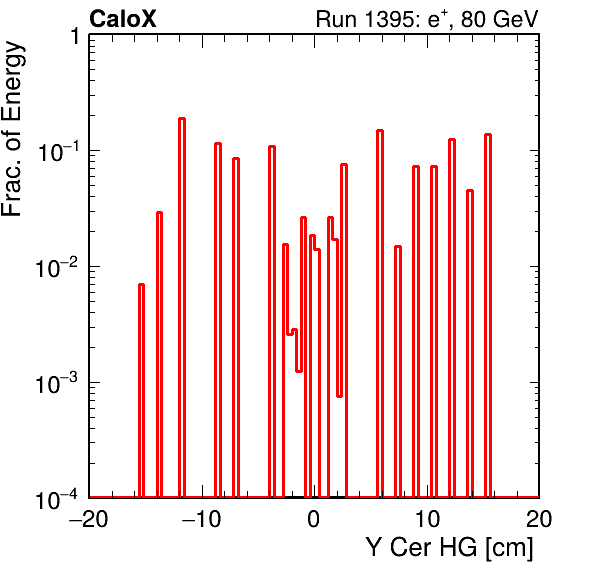 CaloX Run 1395: e⁺, 80 GeV
Frac. of Energy
1
10⁻¹
10⁻²
10⁻³
10⁻⁴
−20 −10 0 10 20
Y Cer HG [cm]